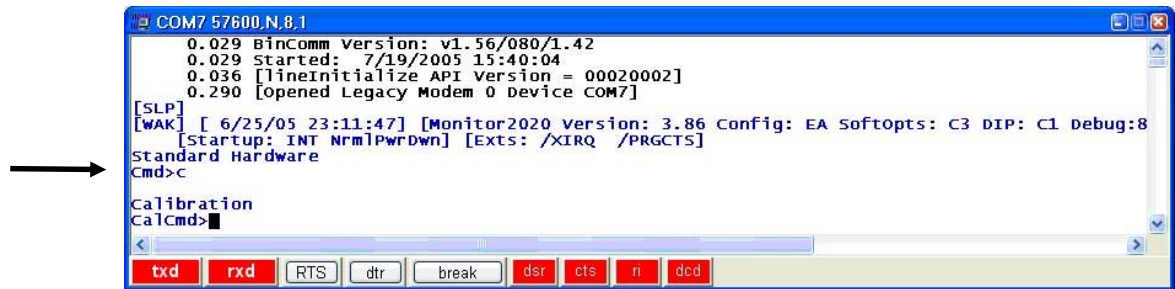 COM7 57600,N,8,1
0.029 BinComm Version: v1.56/080/1.42
0.029 Started:  7/19/2005 15:40:04
0.036 [lineInitialize API Version = 00020002]
0.290 [Opened Legacy Modem 0 Device COM7]
[SLP]
[WAK] [ 6/25/05 23:11:47] [Monitor2020 Version: 3.86 Config: EA SoftOpts: C3 DIP: C1 Debug:8
[Startup: INT NrmlPwrDwn] [Exts: /XIRQ  /PRGCTS]
Standard Hardware
Cmd>c
Calibration
CalCmd>
txd rxd RTS dtr break dsr cts ri dcd